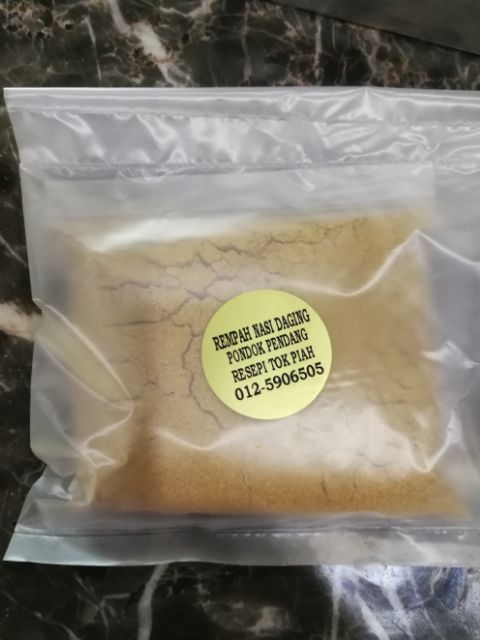 REMPAH NASI DAGING
PONDOK PENDANG
RESEPI TOK PIAH
012-5906505